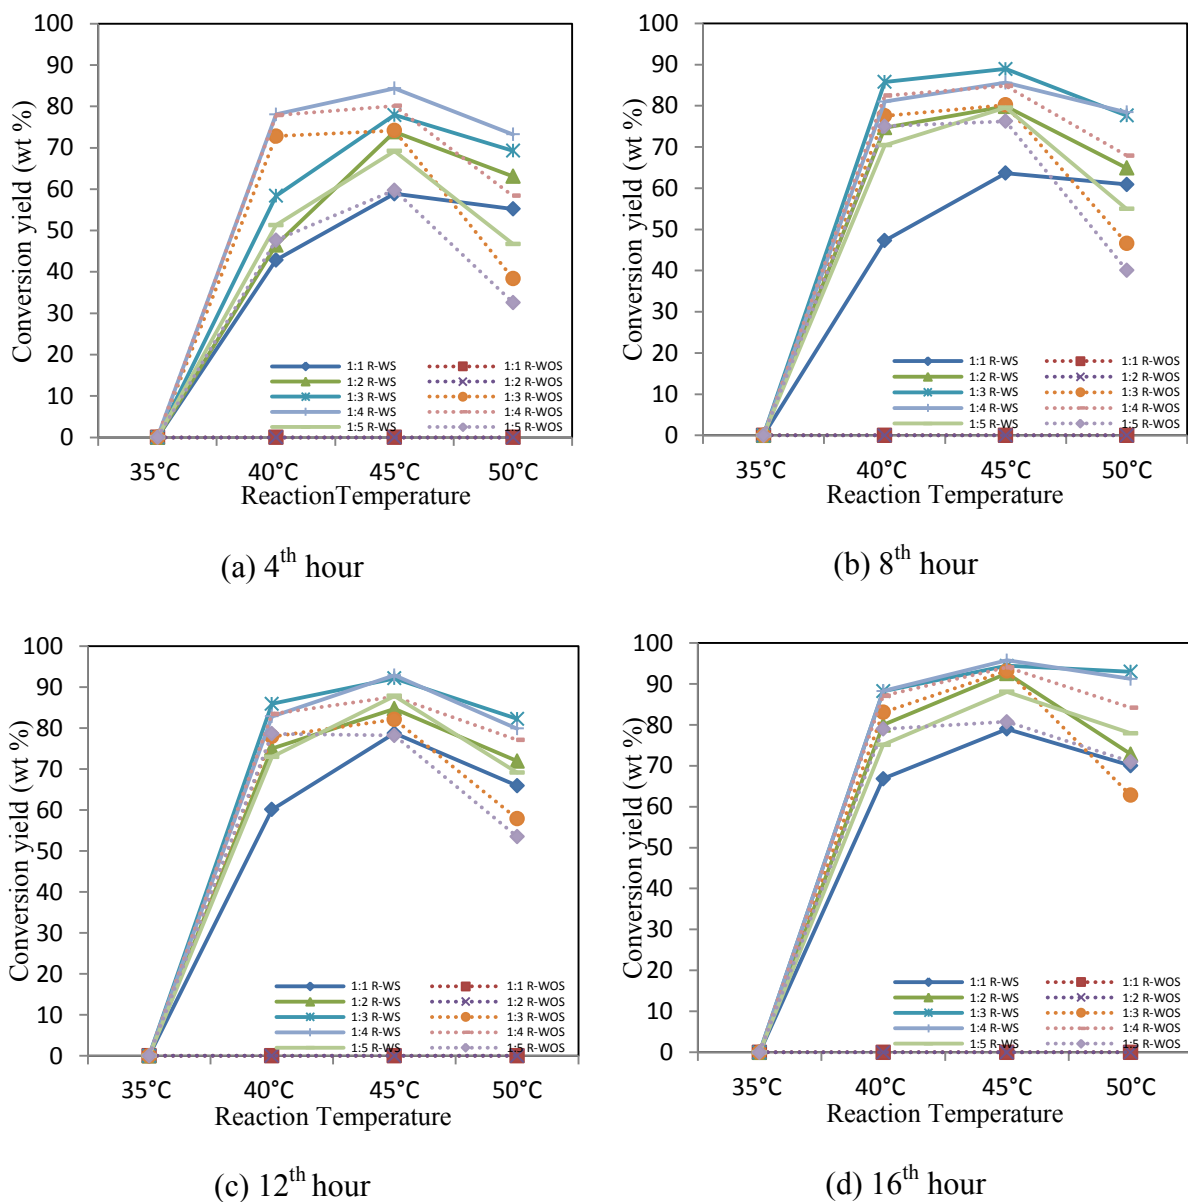 100
90
80
70
60
50
40
30
20
10
0
Conversion yield (wt %)
1:1 R-WS 1:1 R-WOS
1:2 R-WS 1:2 R-WOS
1:3 R-WS 1:3 R-WOS
1:4 R-WS 1:4 R-WOS
1:5 R-WS 1:5 R-WOS
35°C 40°C 45°C 50°C
ReactionTemperature
(a) 4th hour
100
90
80
70
60
50
40
30
20
10
0
Conversion yield (wt %)
1:1 R-WS 1:1 R-WOS
1:2 R-WS 1:2 R-WOS
1:3 R-WS 1:3 R-WOS
1:4 R-WS 1:4 R-WOS
1:5 R-WS 1:5 R-WOS
35°C 40°C 45°C 50°C
Reaction Temperature
(b) 8th hour
100
90
80
70
60
50
40
30
20
10
0
Conversion yield (wt %)
1:1 R-WS 1:1 R-WOS
1:2 R-WS 1:2 R-WOS
1:3 R-WS 1:3 R-WOS
1:4 R-WS 1:4 R-WOS
1:5 R-WS 1:5 R-WOS
35°C 40°C 45°C 50°C
Reaction Temperature
(c) 12th hour
100
90
80
70
60
50
40
30
20
10
0
Conversion yield (wt %)
1:1 R-WS 1:1 R-WOS
1:2 R-WS 1:2 R-WOS
1:3 R-WS 1:3 R-WOS
1:4 R-WS 1:4 R-WOS
1:5 R-WS 1:5 R-WOS
35°C 40°C 45°C 50°C
Reaction Temperature
(d) 16th hour